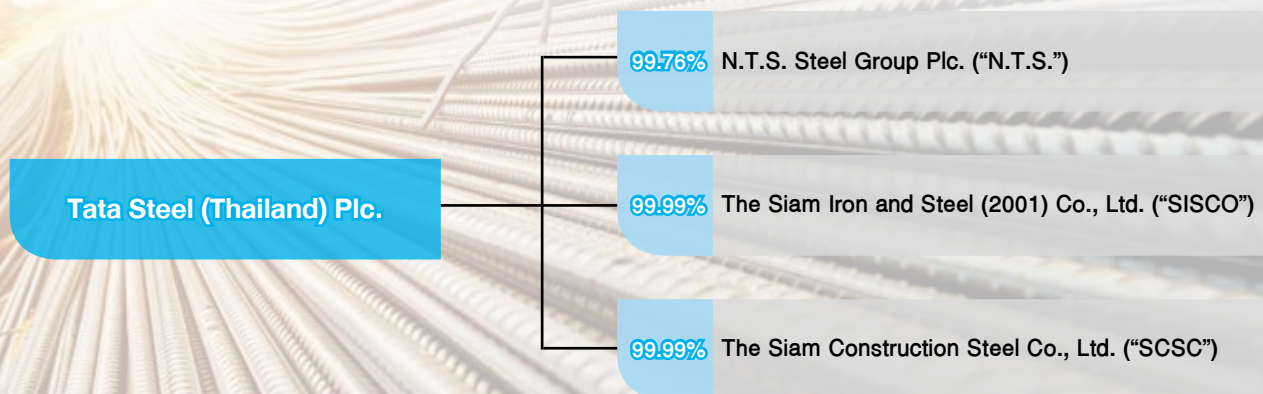 Tata Steel (Thailand) Plc.
99.76% N.T.S. Steel Group Plc. (“N.T.S.”)
99.99% The Siam Iron and Steel (2001) Co., Ltd. (“SISCO”)
99.99% The Siam Construction Steel Co., Ltd. (“SCSC”)